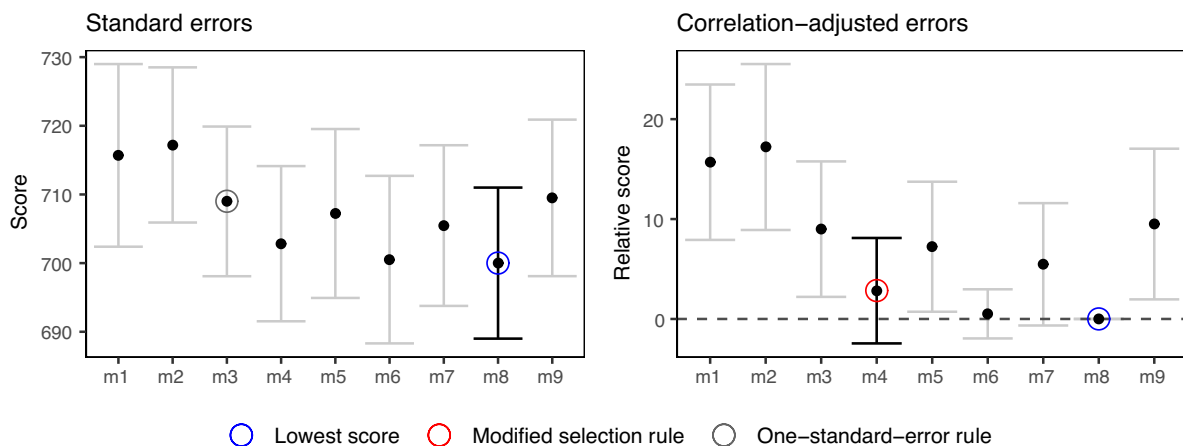 Standard errors
Score
730
720
710
700
690
m1 m2 m3 m4 m5 m6 m7 m8 m9
Correlation−adjusted errors
Relative score
20
10
0
m1 m2 m3 m4 m5 m6 m7 m8 m9
Lowest score Modified selection rule One−standard−error rule